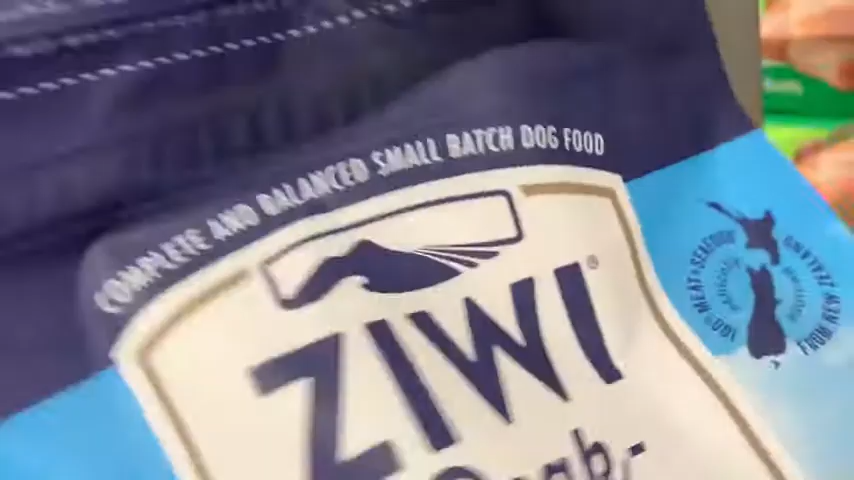 COMPLETE AND BALANCED SMALL BATCH DOG FOOD
ZIWI®
100% MEAT & SEAFOOD
FROM NEW ZEALAND